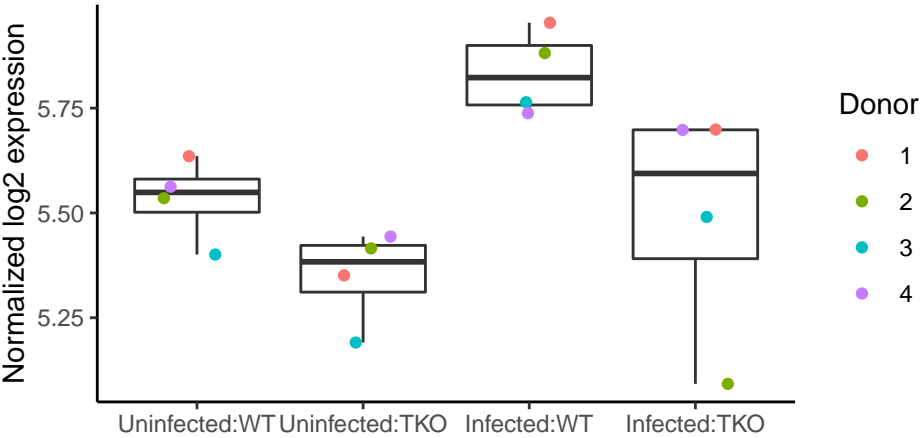 Normalized log2 expression
5.75
5.50
5.25
Uninfected:WT Uninfected:TKO Infected:WT Infected:TKO
Donor
1
2
3
4